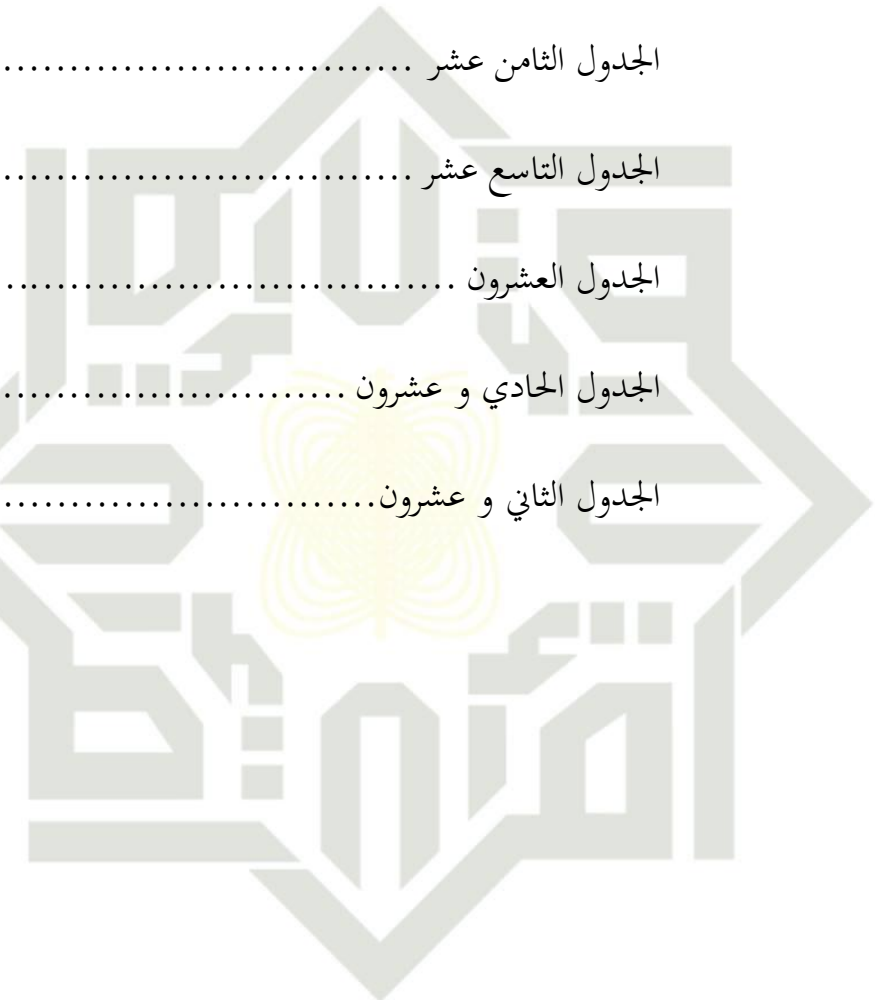 الجدول الثامن عشر ...............................
الجدول التاسع عشر ...............................
الجدول العشرون ..................................
الجدول الحادي و عشرون ..........................
الجدول الثاني و عشرون............................